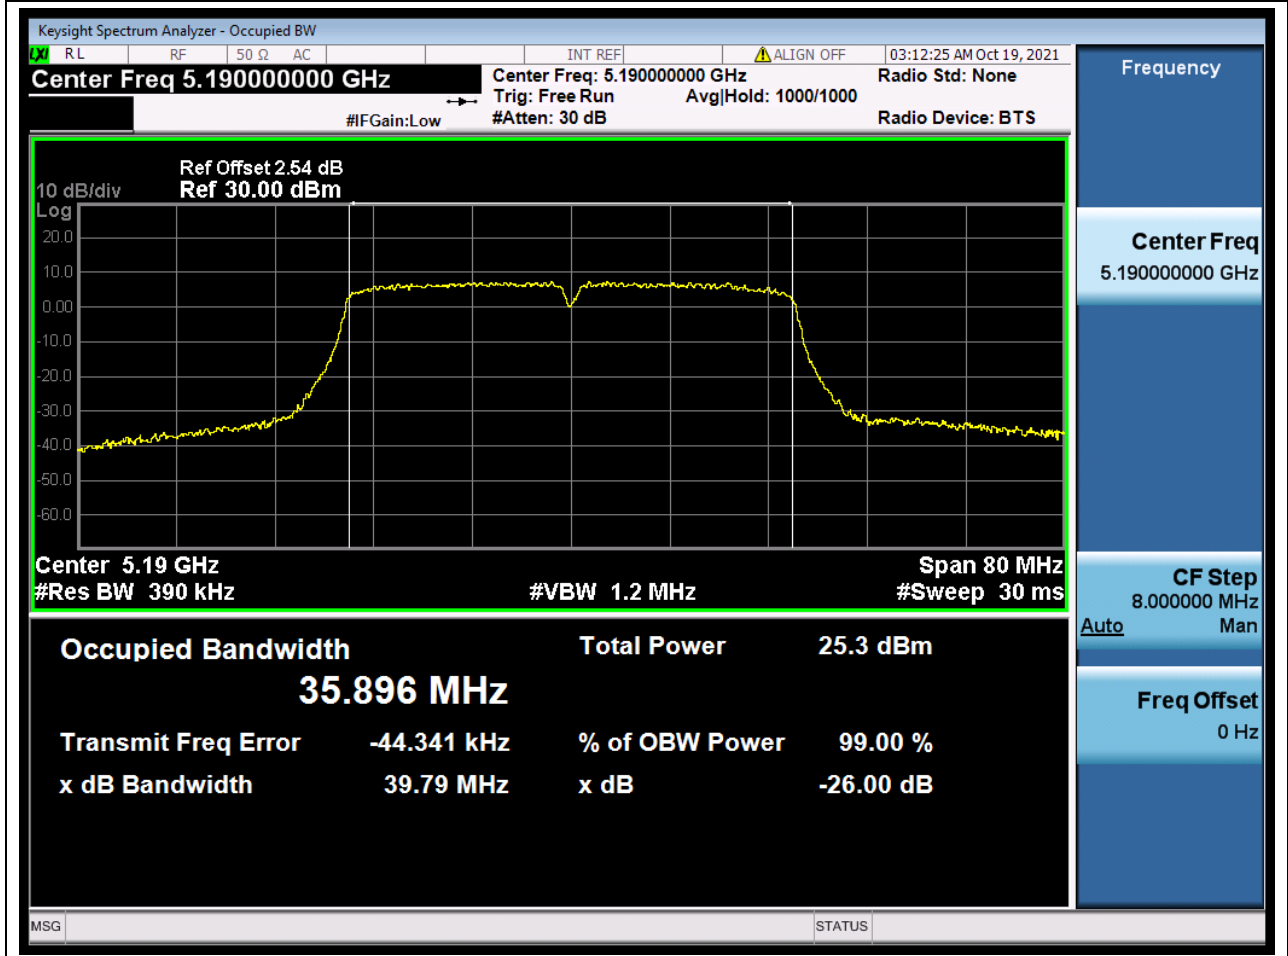 Keysight Spectrum Analyzer - Occupied BW
LXI RL RF 50 Ω AC INT REF ⚠ALIGN OFF 03:12:25 AM Oct 19, 2021
Center Freq 5.190000000 GHz
Center Freq: 5.190000000 GHz Radio Std: None
Trig: Free Run Avg|Hold: 1000/1000
#IFGain:Low #Atten: 30 dB Radio Device: BTS
Ref Offset 2.54 dB
10 dB/div Ref 30.00 dBm
Log
20.0
10.0
0.00
-10.0
-20.0
-30.0
-40.0
-50.0
-60.0
Center 5.19 GHz Span 80 MHz
#Res BW 390 kHz #VBW 1.2 MHz #Sweep 30 ms
Occupied Bandwidth Total Power 25.3 dBm
35.896 MHz
Transmit Freq Error -44.341 kHz % of OBW Power 99.00 %
x dB Bandwidth 39.79 MHz x dB -26.00 dB
MSG STATUS
Frequency
Center Freq
5.190000000 GHz
CF Step
8.000000 MHz
Auto Man
Freq Offset
0 Hz